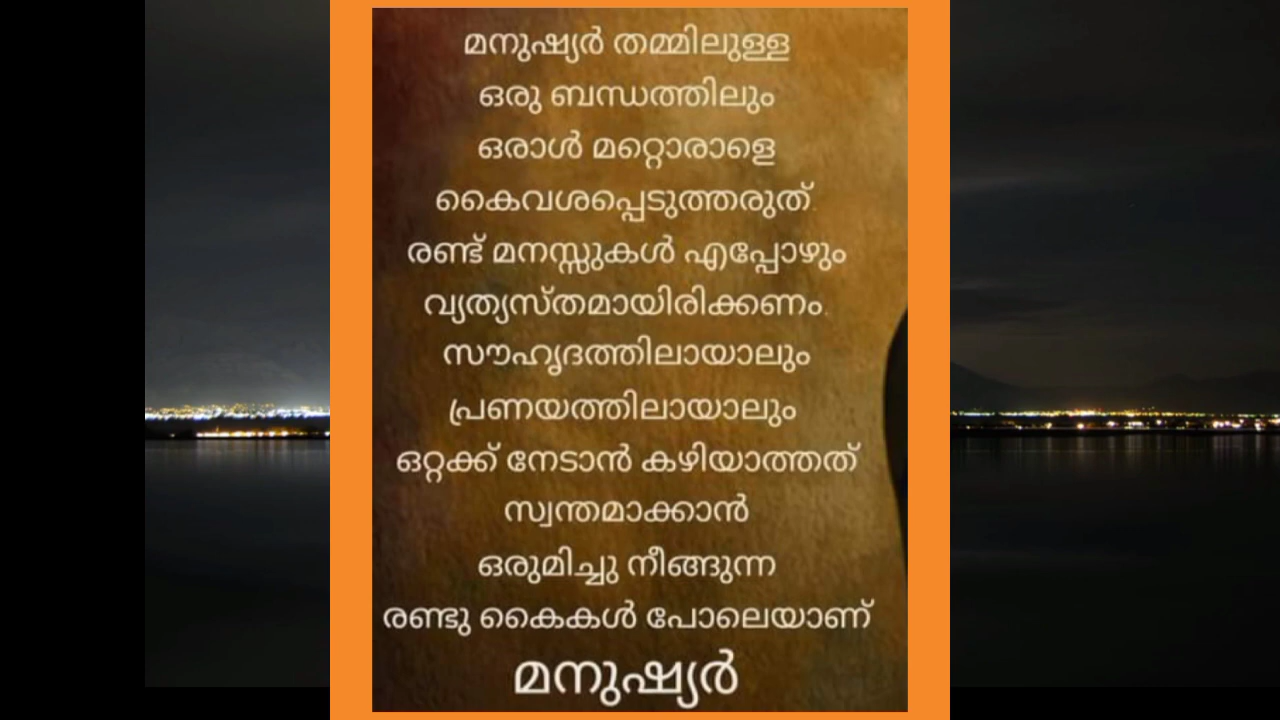 മനുഷ്യർ തമ്മിലുള്ള
ഒരു ബന്ധത്തിലും
ഒരാൾ മറ്റൊരാളെ
കൈവശപ്പെടുത്തരുത്.
രണ്ട് മനസ്സുകൾ എപ്പോഴും
വ്യത്യസ്തമായിരിക്കണം.
സൗഹൃദത്തിലായാലും
പ്രണയത്തിലായാലും
ഒറ്റക്ക് നേടാൻ കഴിയാത്തത്
സ്വന്തമാക്കാൻ
ഒരുമിച്ചു നീങ്ങുന്ന
രണ്ടു കൈകൾ പോലെയാണ്
മനുഷ്യർ